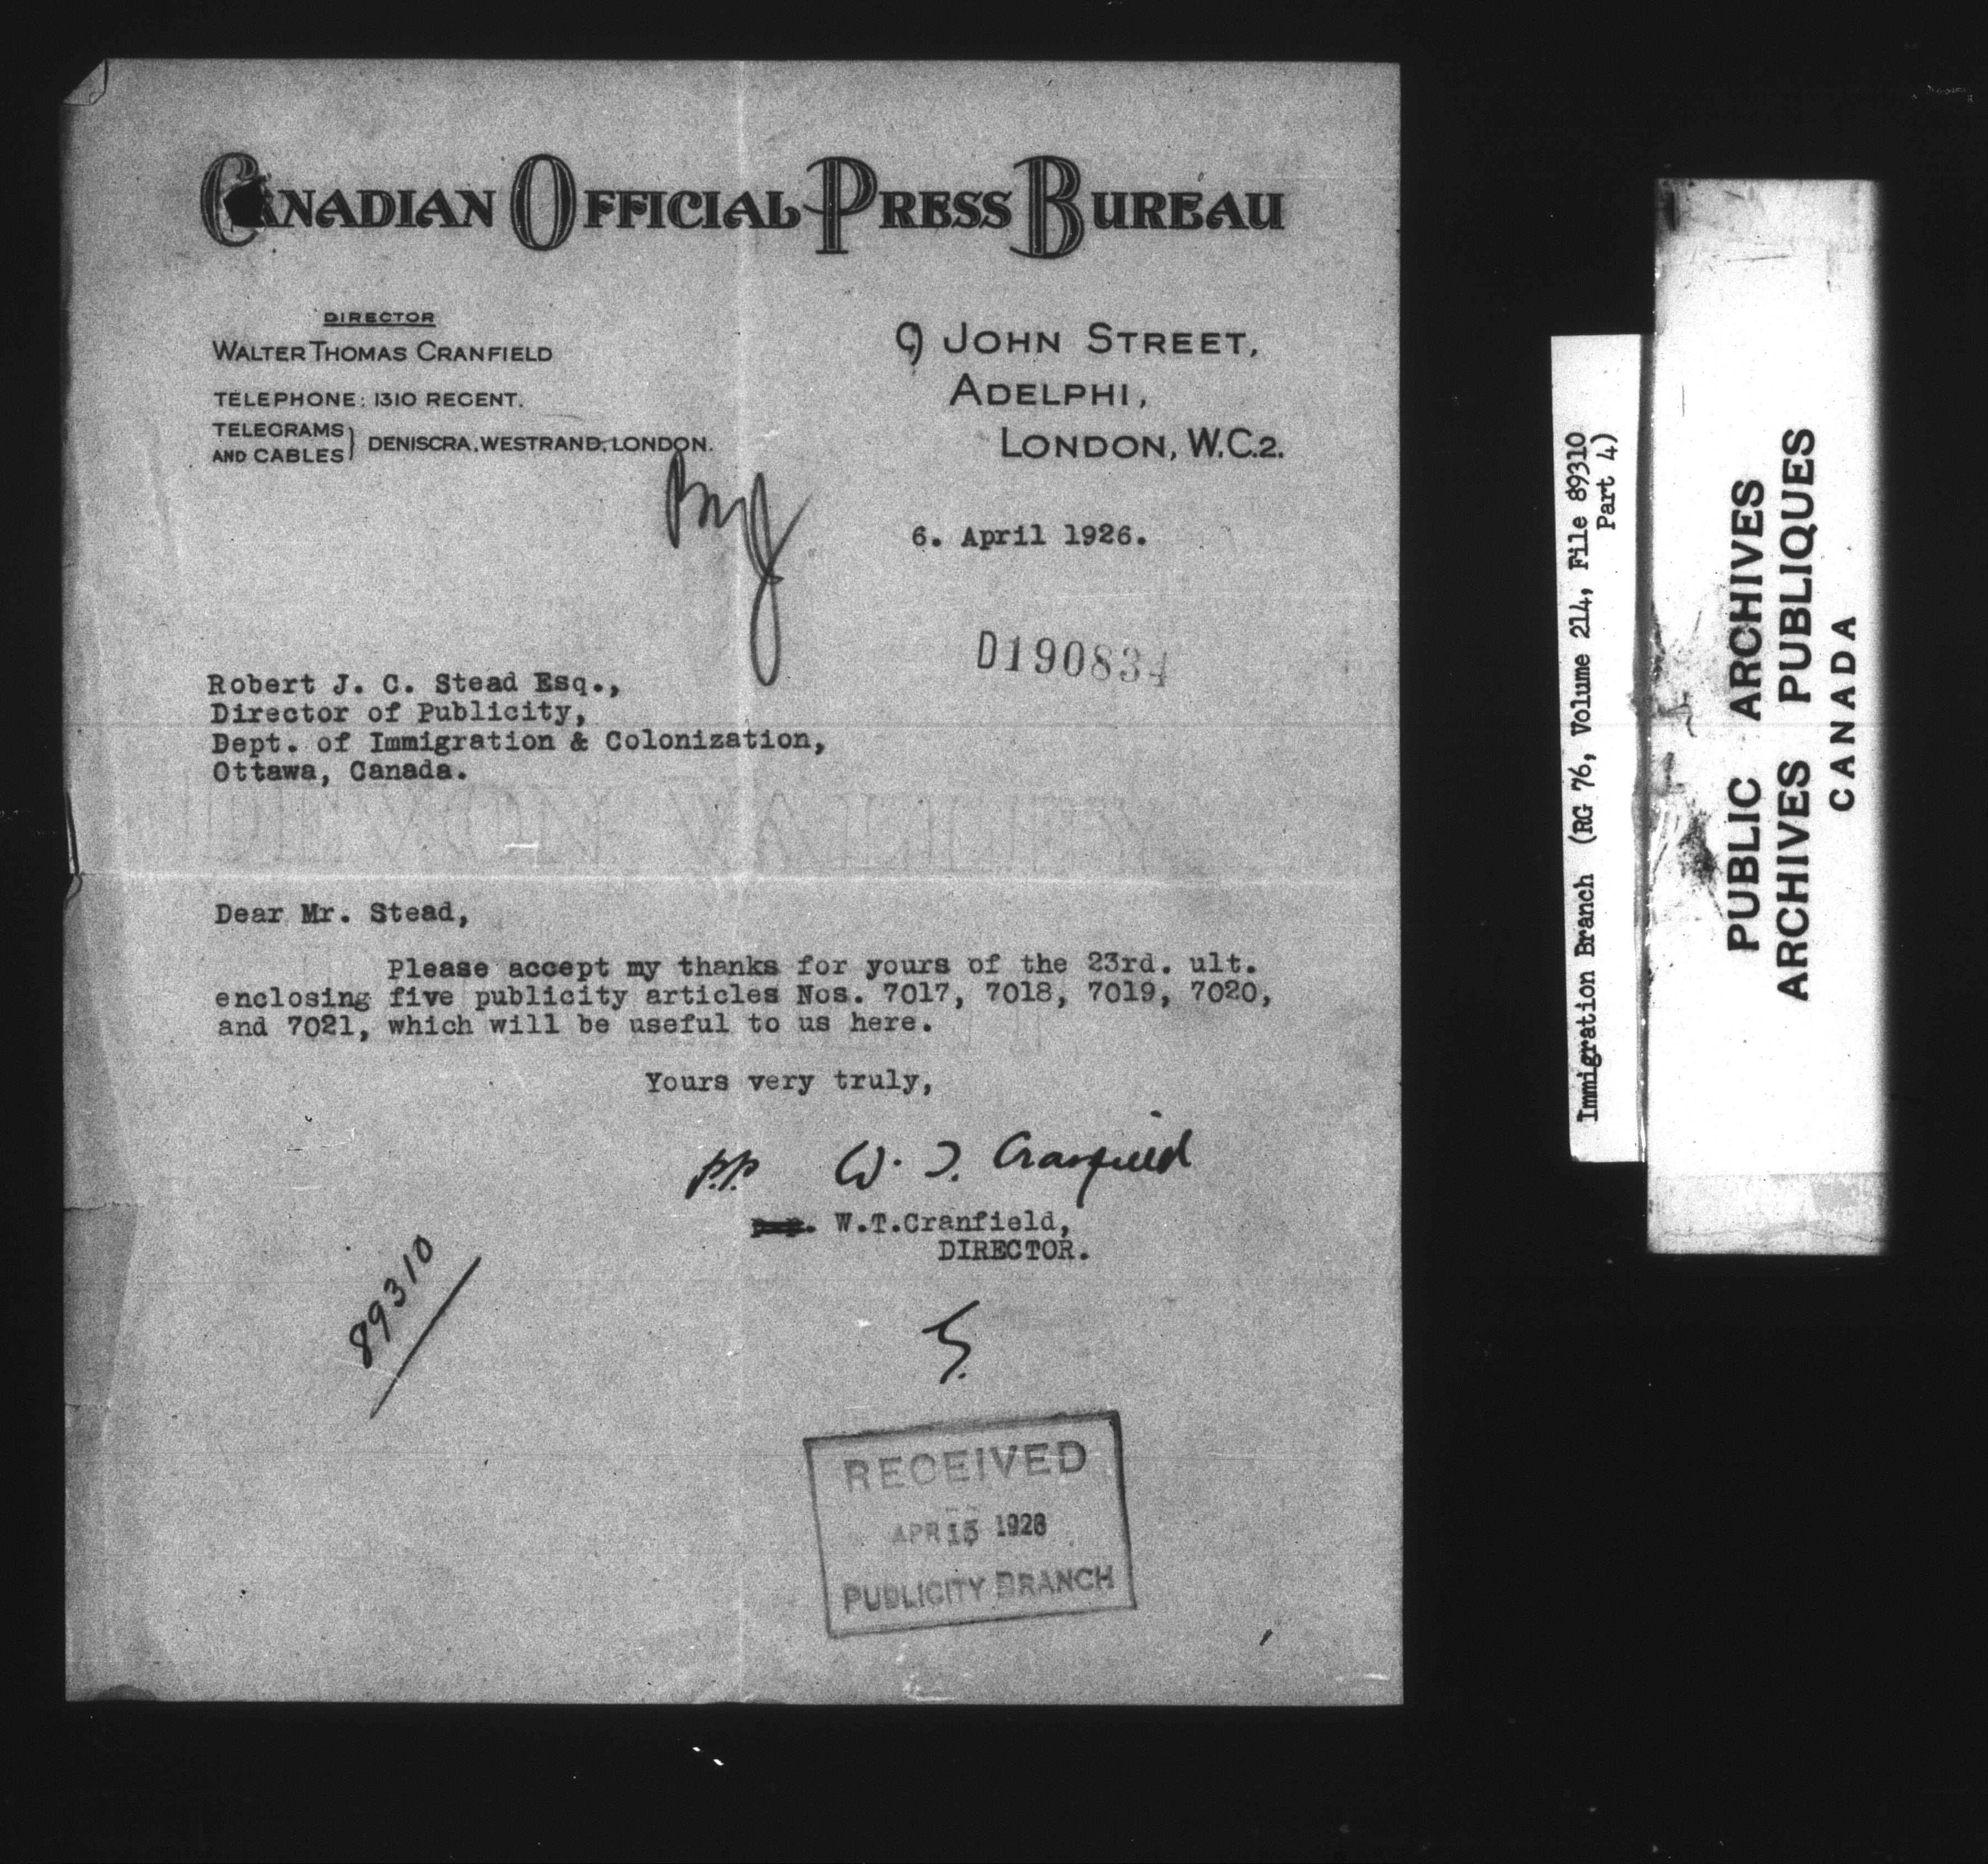 CANADIAN OFFICIAL PRESS BUREAU
DIRECTOR
WALTER THOMAS CRANFIELD
TELEPHONE: 1310 REGENT.
TELEGRAMS
AND CABLES } DENISCRA, WESTRAND, LONDON.
9 JOHN STREET,
ADELPHI,
LONDON, W.C.2.
6. April 1926.
D190834
Robert J. C. Stead Esq.,
Director of Publicity,
Dept. of Immigration & Colonization,
Ottawa, Canada.
DEVON VALLEY
Dear Mr. Stead,
Please accept my thanks for yours of the 23rd. ult.
enclosing five publicity articles Nos. 7017, 7018, 7019, 7020,
and 7021, which will be useful to us here.
Yours very truly,
p.p. W. T. Cranfield
W.T.Cranfield,
DIRECTOR.
89310
S.
RECEIVED
APR 15 1926
PUBLICITY BRANCH
Immigration Branch (RG 76, Volume 214, File 89310
Part 4)
PUBLIC ARCHIVES
ARCHIVES PUBLIQUES
CANADA